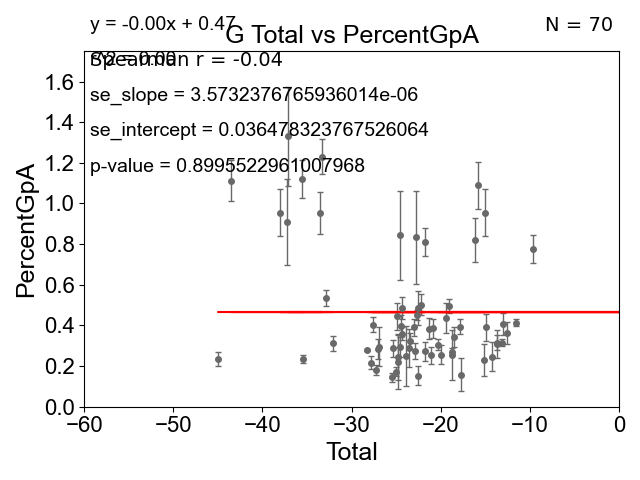 y = -0.00x + 0.47
N = 70
G Total vs PercentGpA
Spearman r = -0.04
se_slope = 3.5732376765936014e-06
se_intercept = 0.036478323767526064
p-value = 0.8995522961007968
PercentGpA
1.6
1.4
1.2
1.0
0.8
0.6
0.4
0.2
0.0
−60 −50 −40 −30 −20 −10 0
Total